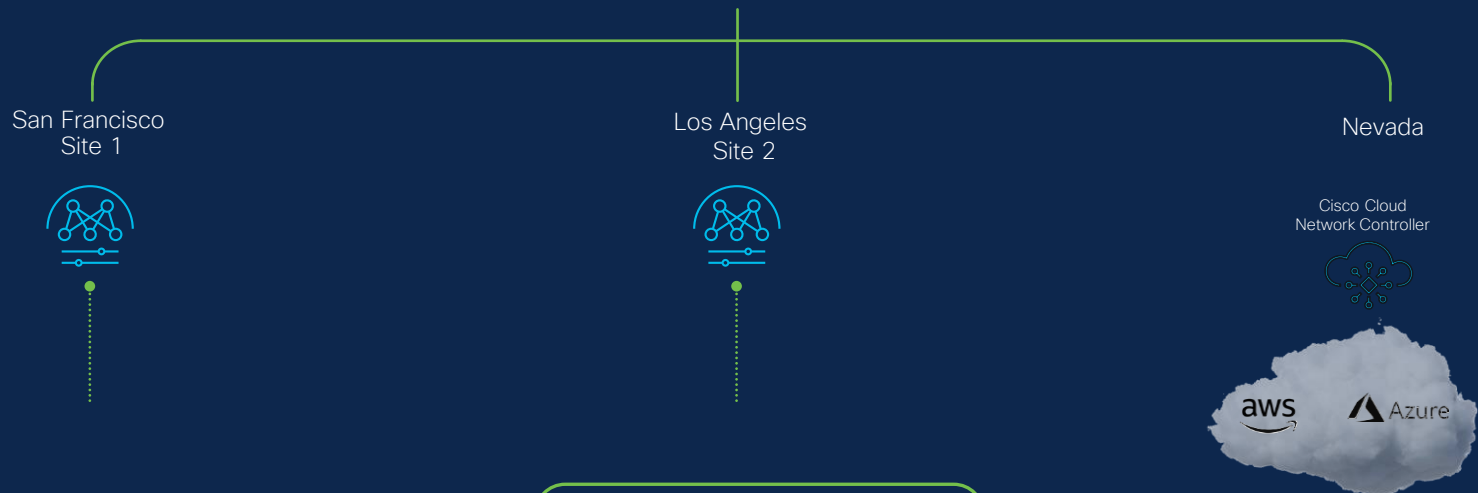 San Francisco
Site 1
Los Angeles
Site 2
Nevada
Cisco Cloud
Network Controller
aws
Azure